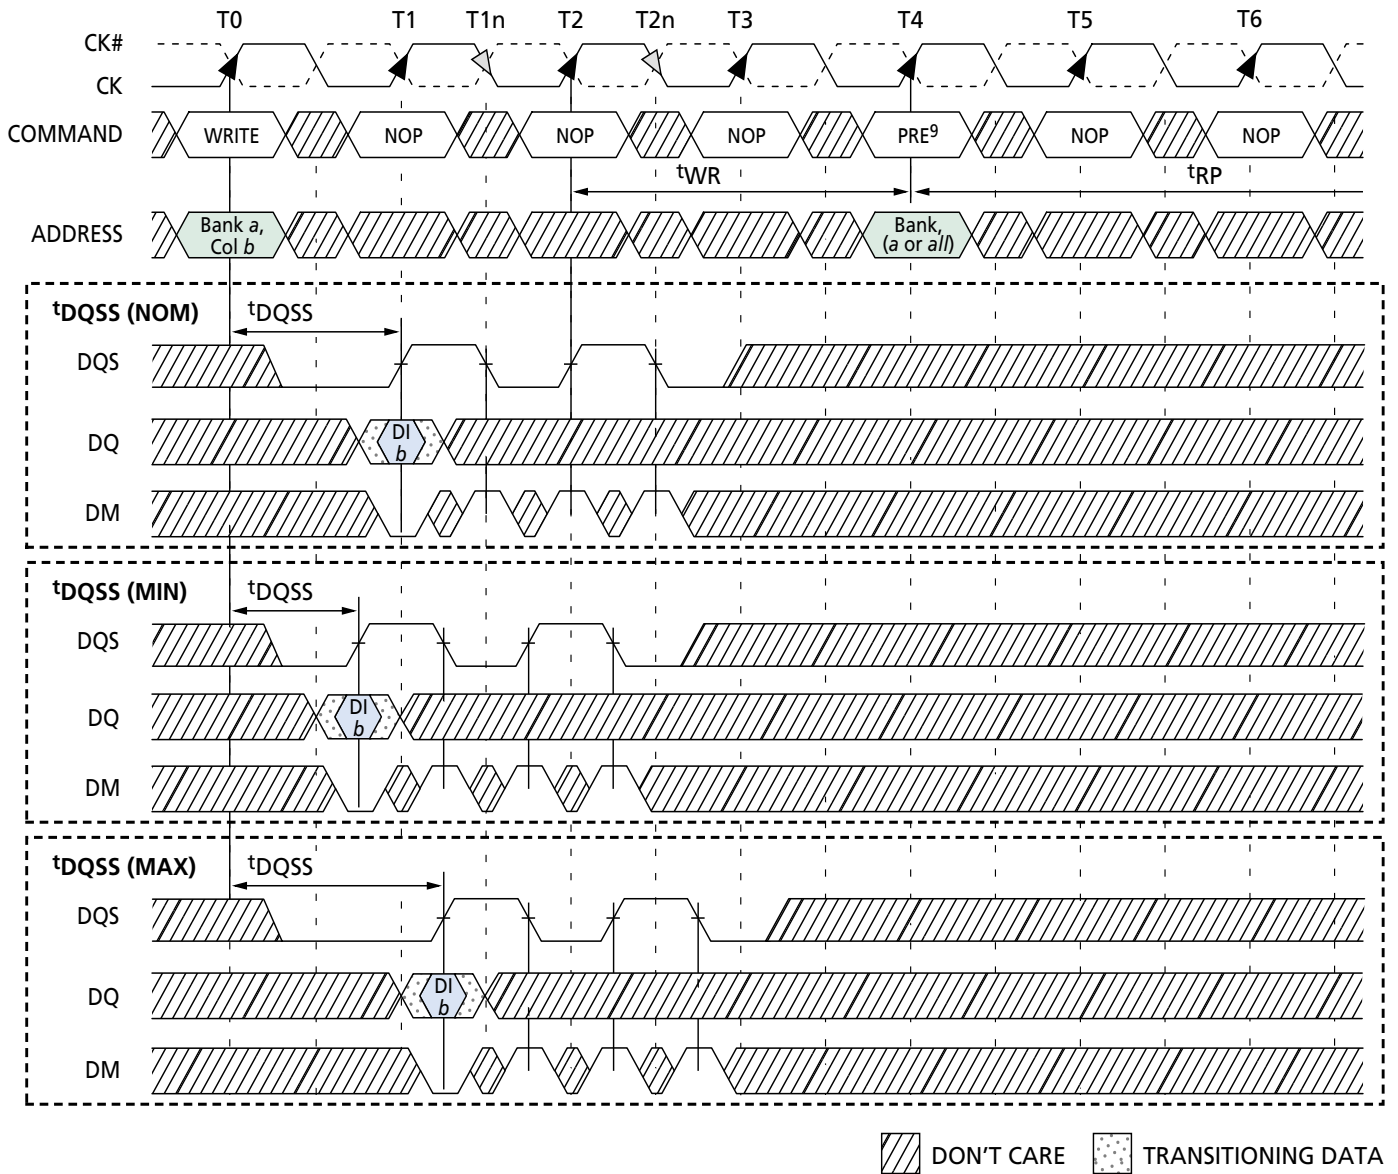 T0 T1 T1n T2 T2n T3 T4 T5 T6
CK#
CK
COMMAND WRITE NOP NOP NOP PRE⁹ NOP NOP
tWR tRP
ADDRESS Bank a, Col b Bank, (a or all)
tDQSS (NOM) tDQSS
DQS
DQ DI b
DM
tDQSS (MIN) tDQSS
DQS
DQ DI b
DM
tDQSS (MAX) tDQSS
DQS
DQ DI b
DM
DON'T CARE TRANSITIONING DATA